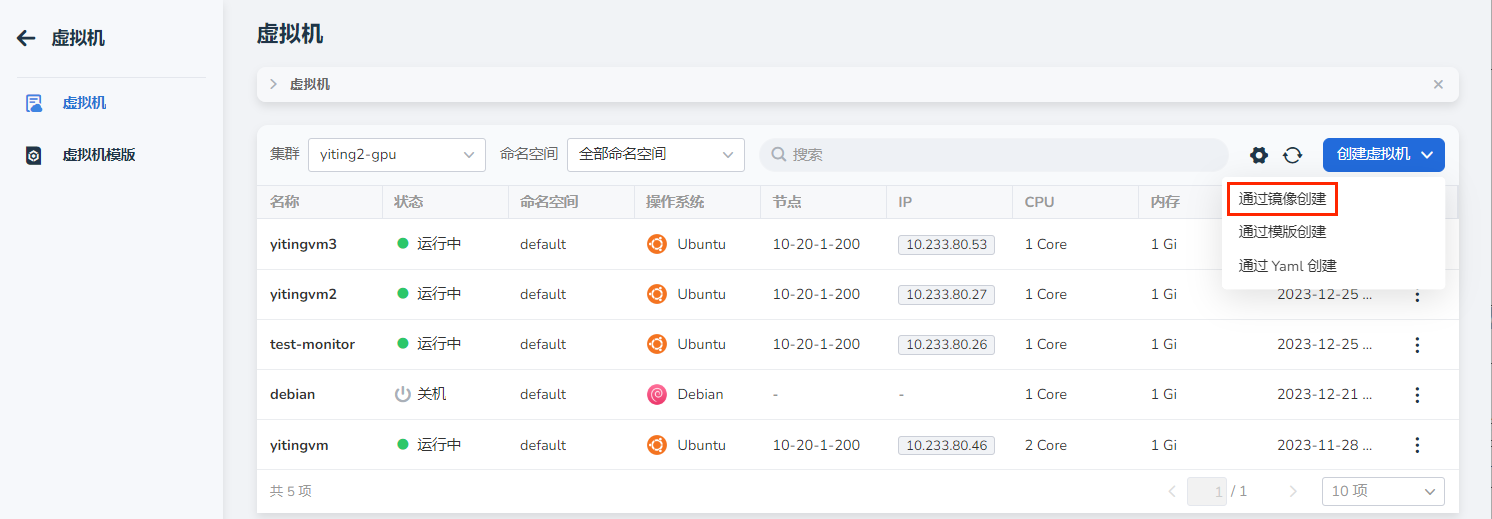 虚拟机
虚拟机
虚拟机模版
虚拟机
虚拟机
集群 yiting2-gpu 命名空间 全部命名空间 搜索 创建虚拟机
通过镜像创建
通过模版创建
通过 Yaml 创建
名称 状态 命名空间 操作系统 节点 IP CPU 内存
yitingvm3 运行中 default Ubuntu 10-20-1-200 10.233.80.53 1 Core 1 Gi
yitingvm2 运行中 default Ubuntu 10-20-1-200 10.233.80.27 1 Core 1 Gi 2023-12-25 ...
test-monitor 运行中 default Ubuntu 10-20-1-200 10.233.80.26 1 Core 1 Gi 2023-12-25 ...
debian 关机 default Debian - - 1 Core 1 Gi 2023-12-21 ...
yitingvm 运行中 default Ubuntu 10-20-1-200 10.233.80.46 2 Core 1 Gi 2023-11-28 ...
共 5 项 1 / 1 10 项